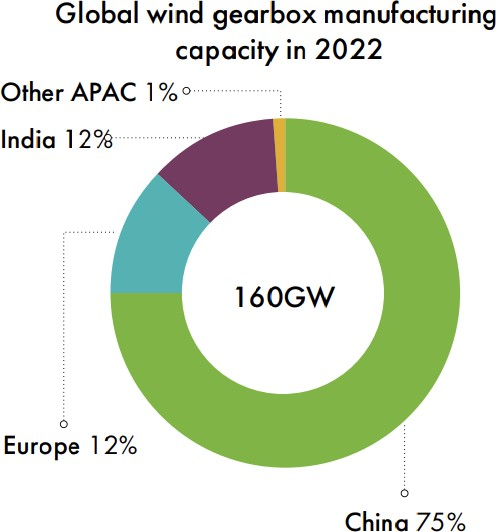 Global wind gearbox manufacturing
capacity in 2022
Other APAC 1%
India 12%
160GW
Europe 12%
China 75%